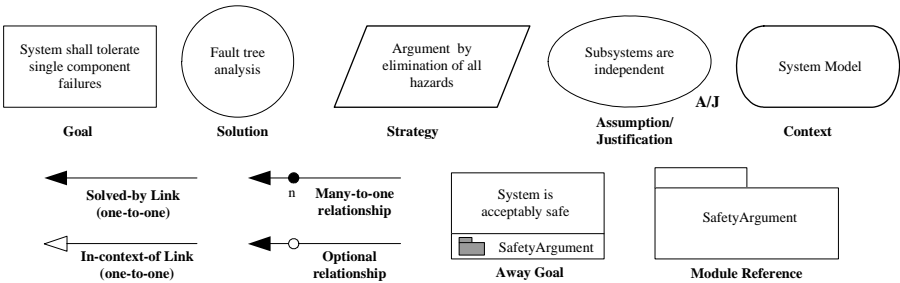 System shall tolerate
single component
failures
Goal
Fault tree
analysis
Solution
Argument by
elimination of all
hazards
Strategy
Subsystems are
independent
A/J
Assumption/
Justification
System Model
Context
Solved-by Link
(one-to-one)
n
Many-to-one
relationship
In-context-of Link
(one-to-one)
Optional
relationship
System is
acceptably safe
SafetyArgument
Away Goal
SafetyArgument
Module Reference